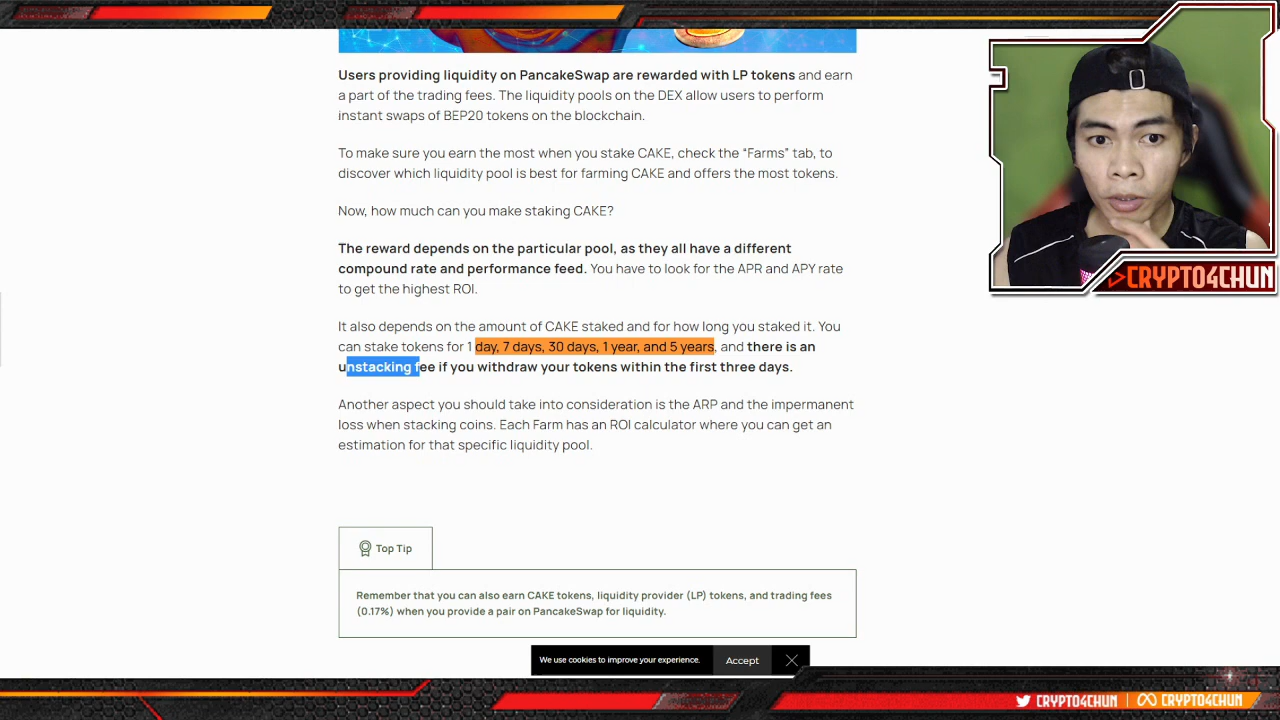 Users providing liquidity on PancakeSwap are rewarded with LP tokens and earn
a part of the trading fees. The liquidity pools on the DEX allow users to perform
instant swaps of BEP20 tokens on the blockchain.
To make sure you earn the most when you stake CAKE, check the “Farms” tab, to
discover which liquidity pool is best for farming CAKE and offers the most tokens.
Now, how much can you make staking CAKE?
The reward depends on the particular pool, as they all have a different
compound rate and performance feed. You have to look for the APR and APY rate
to get the highest ROI.
It also depends on the amount of CAKE staked and for how long you staked it. You
can stake tokens for 1 day, 7 days, 30 days, 1 year, and 5 years, and there is an
unstacking fee if you withdraw your tokens within the first three days.
Another aspect you should take into consideration is the ARP and the impermanent
loss when stacking coins. Each Farm has an ROI calculator where you can get an
estimation for that specific liquidity pool.
Top Tip
Remember that you can also earn CAKE tokens, liquidity provider (LP) tokens, and trading fees
(0.17%) when you provide a pair on PancakeSwap for liquidity.
We use cookies to improve your experience. Accept
>CRYPTO4CHUN
CRYPTO4CHUN | CRYPTO4CHUN